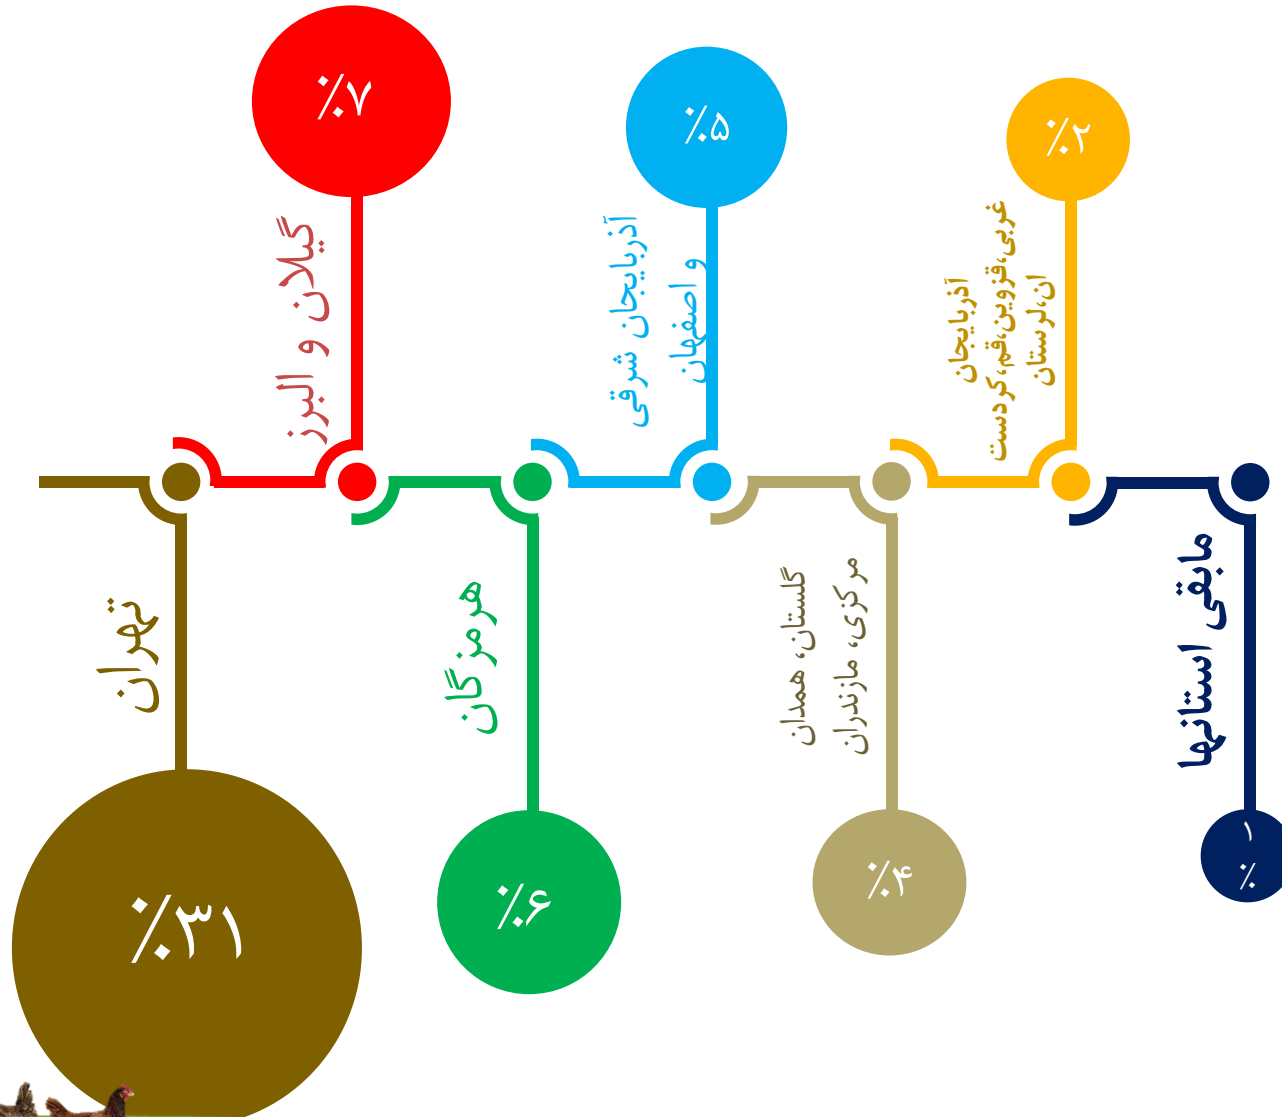 ٪۷
٪۵
٪۲
گیلان و البرز
آذربایجان شرقی
و اصفهان
آذربایجان
غربی،قزوین،قم،کردست
ان،لرستان
تهران
هرمزگان
گلستان، همدان
مرکزی، مازندران
مابقی استانها
٪۳۱
٪۶
٪۴
۱
٪